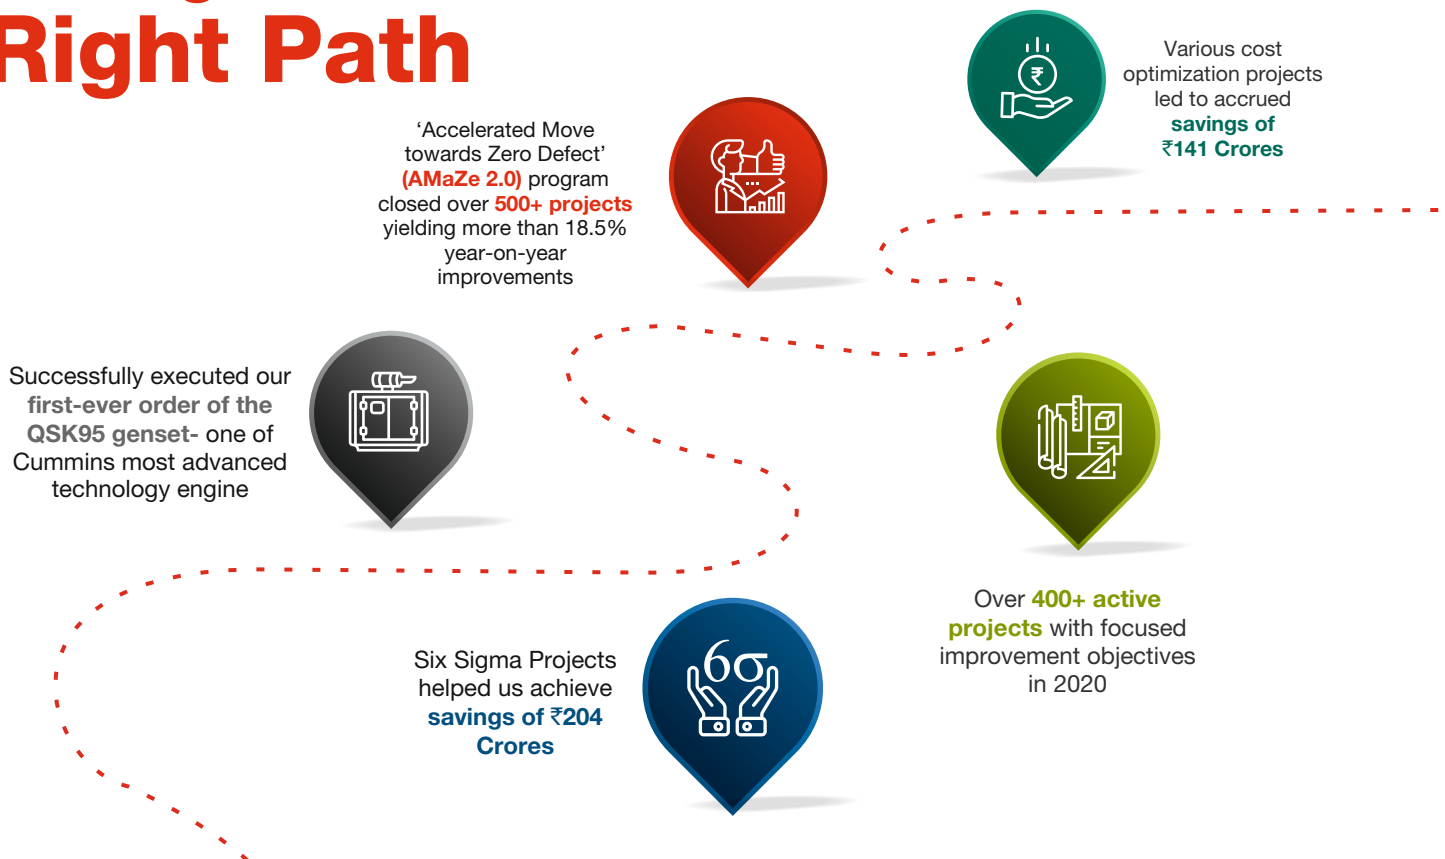 Right Path
Various cost
optimization projects
led to accrued
savings of
₹141 Crores
‘Accelerated Move
towards Zero Defect’
(AMaZe 2.0) program
closed over 500+ projects
yielding more than 18.5%
year-on-year
improvements
₹
Successfully executed our
first-ever order of the
QSK95 genset- one of
Cummins most advanced
technology engine
Over 400+ active
projects with focused
improvement objectives
in 2020
Six Sigma Projects
helped us achieve
savings of ₹204
Crores
6σ